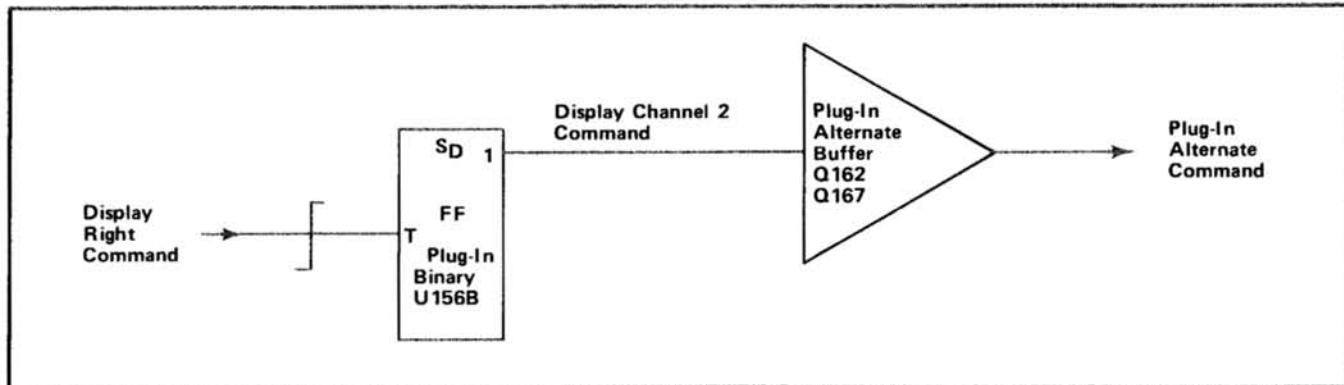 Display
Right
Command
SD 1
FF
T
Plug-In
Binary
U156B
Display Channel 2
Command
Plug-In
Alternate
Buffer
Q162
Q167
Plug-In
Alternate
Command